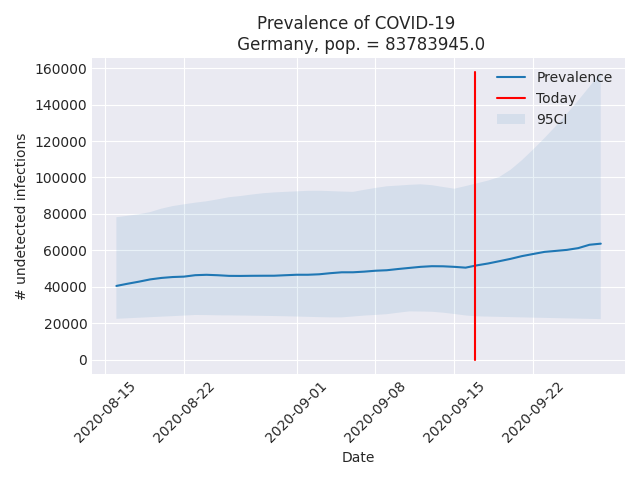 Prevalence of COVID-19
Germany, pop. = 83783945.0
160000
140000
120000
100000
80000
60000
40000
20000
0
# undetected infections
Prevalence
Today
95CI
2020-08-15
2020-08-22
2020-09-01
2020-09-08
2020-09-15
2020-09-22
Date